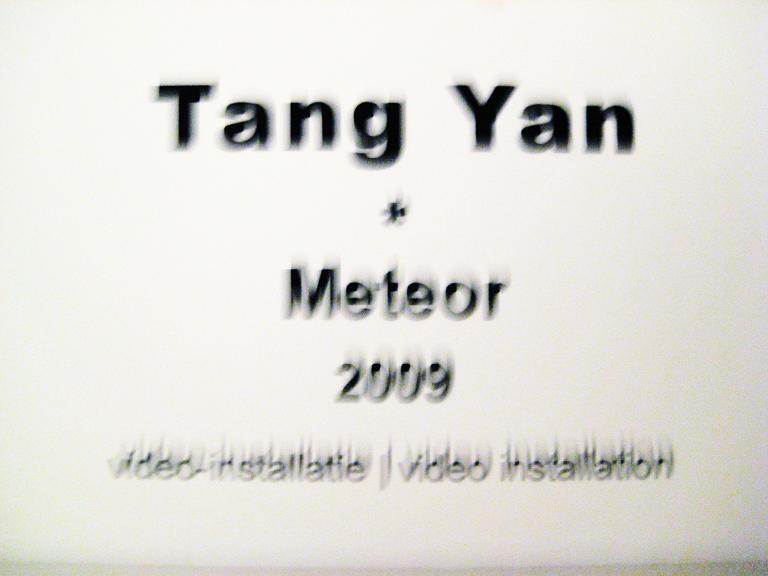 Tang Yan
*
Meteor
2009
video-installatie | video installation